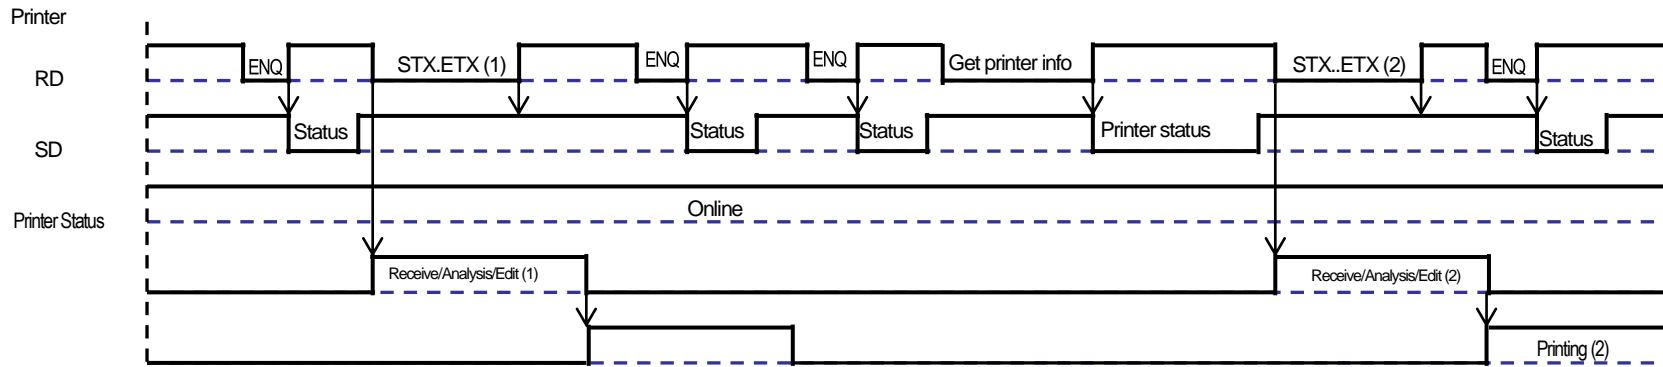 Printer
RD
ENQ
STX.ETX (1)
ENQ
ENQ
Get printer info
STX..ETX (2)
ENQ
SD
Status
Status
Status
Printer status
Status
Printer Status
Online
Receive/Analysis/Edit (1)
Receive/Analysis/Edit (2)
Printing (2)